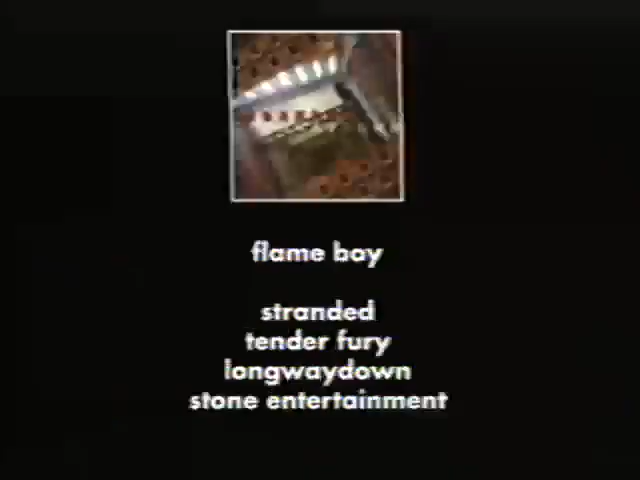 flame boy
stranded
tender fury
longwaydown
stone entertainment